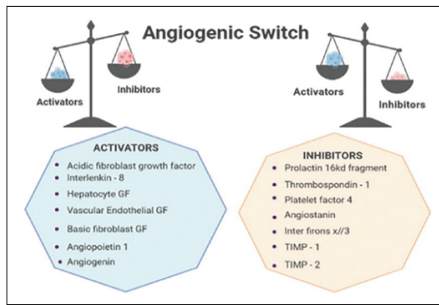 Angiogenic Switch
Activators
Inhibitors
Activators
Inhibitors
ACTIVATORS
Acidic fibroblast growth factor
Interlenkin - 8
Hepatocyte GF
Vascular Endothelial GF
Basic fibroblast GF
Angiopoietin 1
Angiogenin
INHIBITORS
Prolactin 16kd fragment
Thrombospondin - 1
Platelet factor 4
Angiostanin
Inter firons x//3
TIMP - 1
TIMP - 2